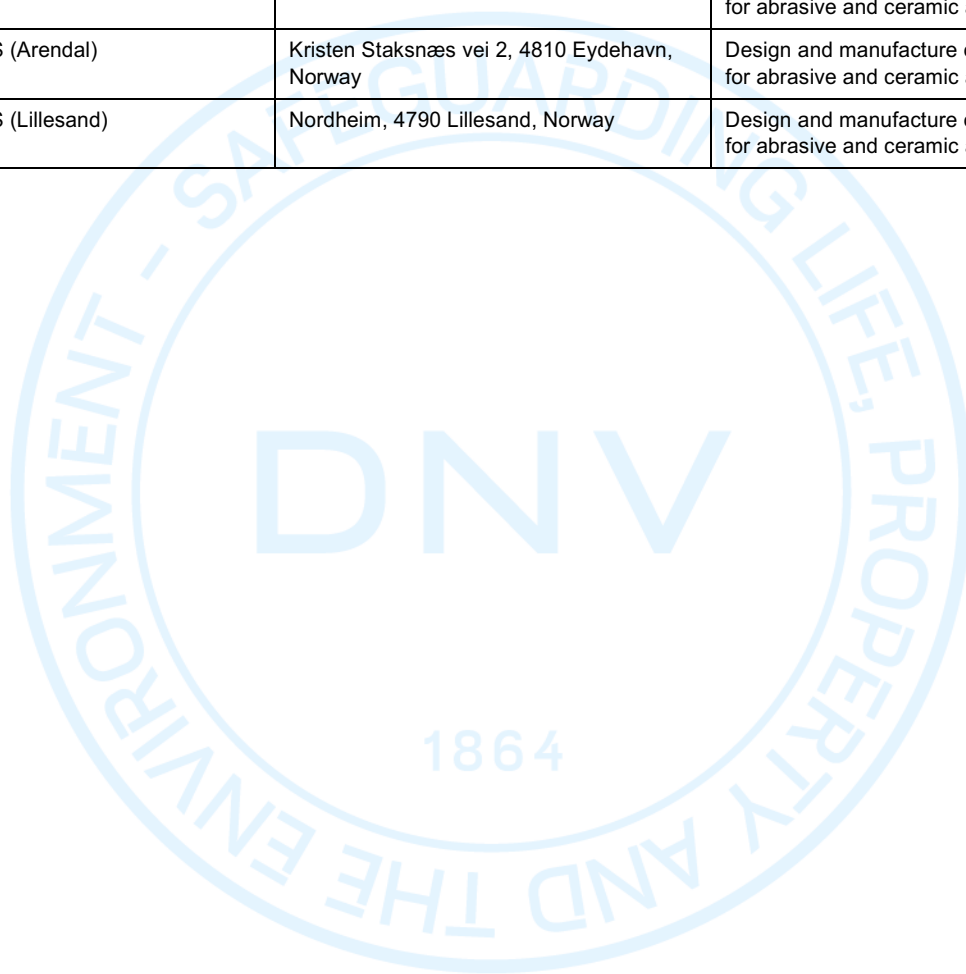 for abrasive and ceramic
S (Arendal)
Kristen Staksnæs vei 2, 4810 Eydehavn,
Norway
Design and manufacture
for abrasive and ceramic
S (Lillesand)
Nordheim, 4790 Lillesand, Norway
Design and manufacture
for abrasive and ceramic
SAFEGUARDING LIFE, PROPERTY AND THE ENVIRONMENT -
DNV
1864